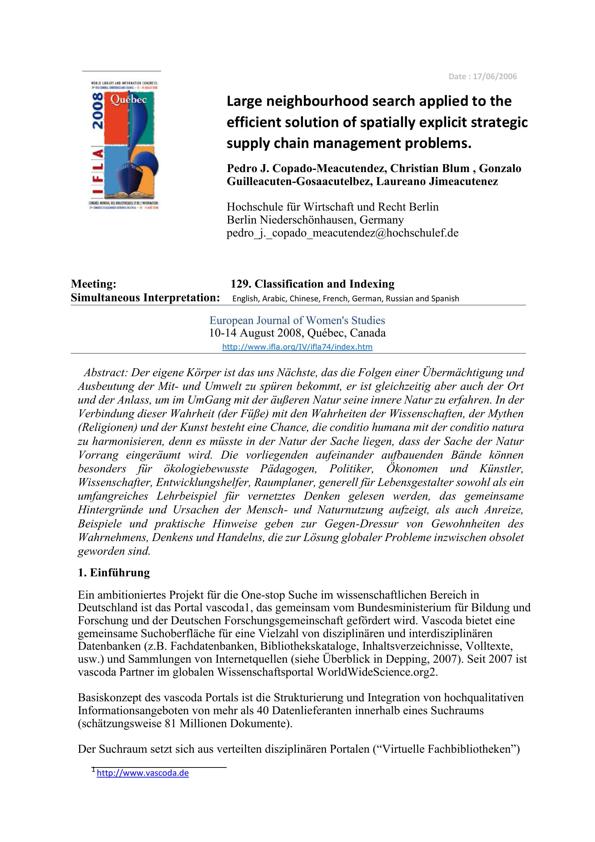 Date : 17/06/2006
WORLD LIBRARY AND INFORMATION CONGRESS:
2008
Québec
IFLA
Large neighbourhood search applied to the
efficient solution of spatially explicit strategic
supply chain management problems.
Pedro J. Copado-Meacutendez, Christian Blum , Gonzalo
Guilleacuten-Gosaacutelbez, Laureano Jimeacutenez
Hochschule für Wirtschaft und Recht Berlin
Berlin Niederschönhausen, Germany
pedro_j._copado_meacutendez@hochschulef.de
Meeting: 129. Classification and Indexing
Simultaneous Interpretation: English, Arabic, Chinese, French, German, Russian and Spanish
European Journal of Women's Studies
10-14 August 2008, Québec, Canada
http://www.ifla.org/IV/ifla74/index.htm
Abstract: Der eigene Körper ist das uns Nächste, das die Folgen einer Übermächtigung und
Ausbeutung der Mit- und Umwelt zu spüren bekommt, er ist gleichzeitig aber auch der Ort
und der Anlass, um im UmGang mit der äußeren Natur seine innere Natur zu erfahren. In der
Verbindung dieser Wahrheit (der Füße) mit den Wahrheiten der Wissenschaften, der Mythen
(Religionen) und der Kunst besteht eine Chance, die conditio humana mit der conditio natura
zu harmonisieren, denn es müsste in der Natur der Sache liegen, dass der Sache der Natur
Vorrang eingeräumt wird. Die vorliegenden aufeinander aufbauenden Bände können
besonders für ökologiebewusste Pädagogen, Politiker, Ökonomen und Künstler,
Wissenschafter, Entwicklungshelfer, Raumplaner, generell für Lebensgestalter sowohl als ein
umfangreiches Lehrbeispiel für vernetztes Denken gelesen werden, das gemeinsame
Hintergründe und Ursachen der Mensch- und Naturnutzung aufzeigt, als auch Anreize,
Beispiele und praktische Hinweise geben zur Gegen-Dressur von Gewohnheiten des
Wahrnehmens, Denkens und Handelns, die zur Lösung globaler Probleme inzwischen obsolet
geworden sind.
1. Einführung
Ein ambitioniertes Projekt für die One-stop Suche im wissenschaftlichen Bereich in
Deutschland ist das Portal vascoda1, das gemeinsam vom Bundesministerium für Bildung und
Forschung und der Deutschen Forschungsgemeinschaft gefördert wird. Vascoda bietet eine
gemeinsame Suchoberfläche für eine Vielzahl von disziplinären und interdisziplinären
Datenbanken (z.B. Fachdatenbanken, Bibliothekskataloge, Inhaltsverzeichnisse, Volltexte,
usw.) und Sammlungen von Internetquellen (siehe Überblick in Depping, 2007). Seit 2007 ist
vascoda Partner im globalen Wissenschaftsportal WorldWideScience.org2.
Basiskonzept des vascoda Portals ist die Strukturierung und Integration von hochqualitativen
Informationsangeboten von mehr als 40 Datenlieferanten innerhalb eines Suchraums
(schätzungsweise 81 Millionen Dokumente).
Der Suchraum setzt sich aus verteilten disziplinären Portalen (“Virtuelle Fachbibliotheken”)
1 http://www.vascoda.de